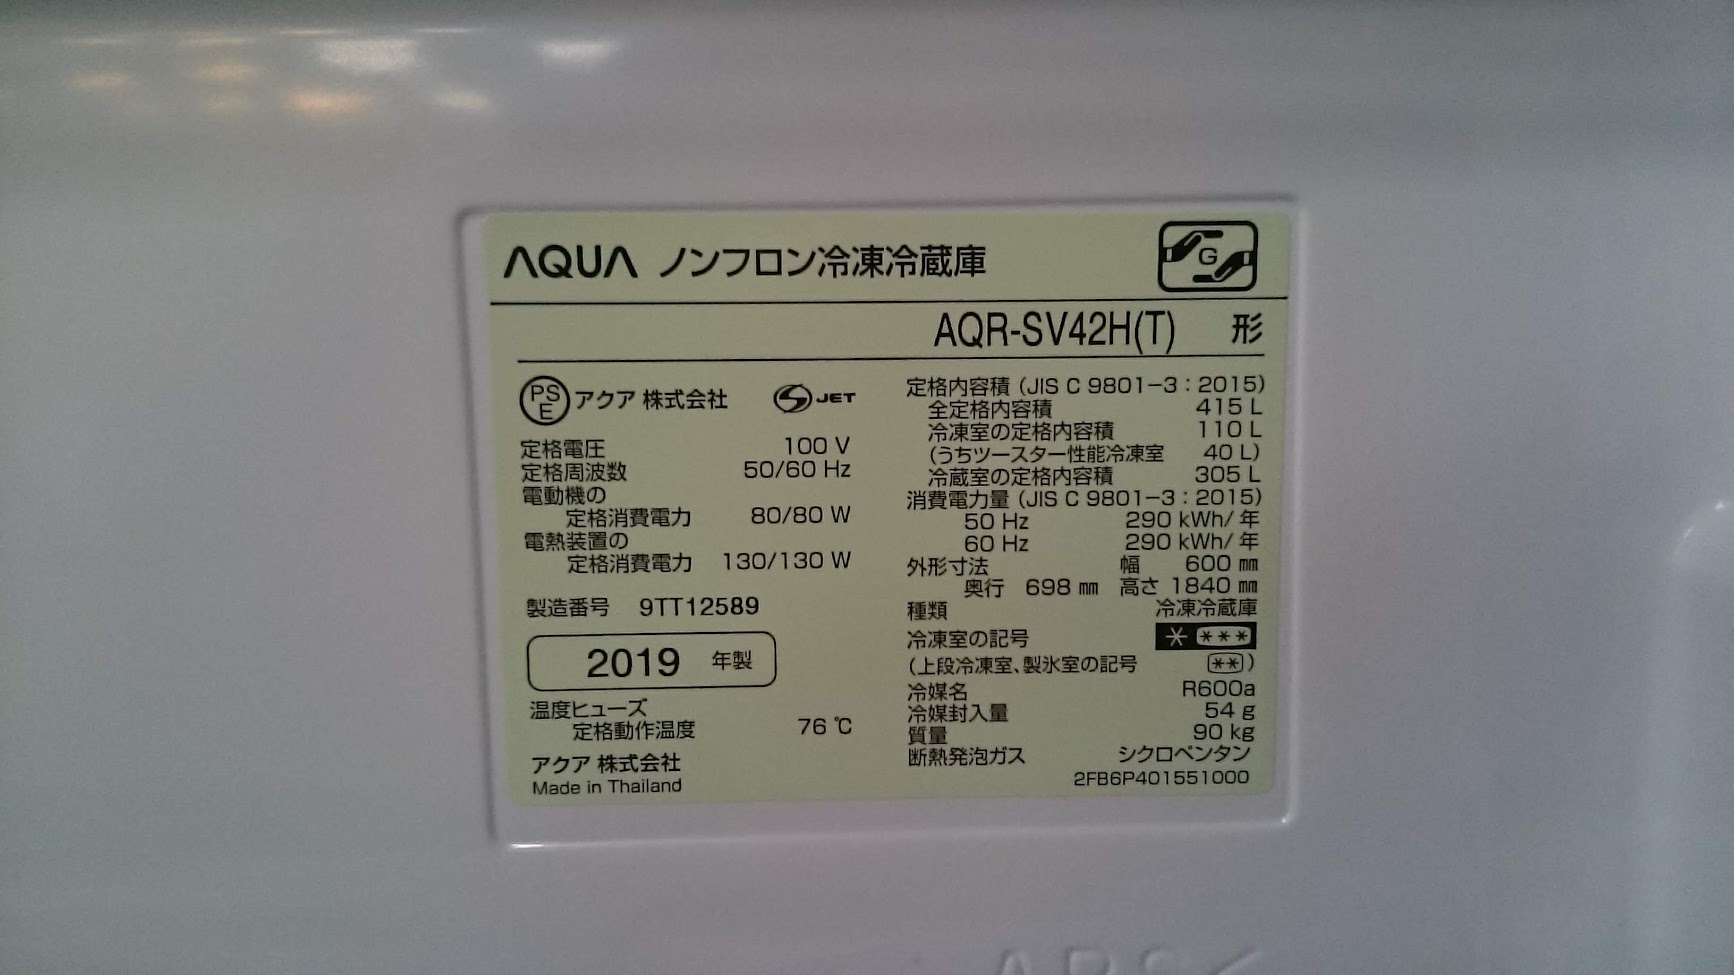 AQUA ノンフロン冷凍冷蔵庫
G
AQR-SV42H(T) 形
PSE アクア 株式会社 S JET
定格電圧 100 V
定格周波数 50/60 Hz
電動機の
定格消費電力 80/80 W
電熱装置の
定格消費電力 130/130 W
製造番号 9TT12589
2019 年製
温度ヒューズ
定格動作温度 76 ℃
アクア 株式会社
Made in Thailand
定格内容積 (JIS C 9801-3：2015)
全定格内容積 415 L
冷凍室の定格内容積 110 L
(うちツースター性能冷凍室 40 L)
冷蔵室の定格内容積 305 L
消費電力量 (JIS C 9801-3：2015)
50 Hz 290 kWh/年
60 Hz 290 kWh/年
外形寸法 幅 600 ㎜
奥行 698 ㎜ 高さ 1840 ㎜
種類 冷凍冷蔵庫
冷凍室の記号 * ***
(上段冷凍室、製氷室の記号 **)
冷媒名 R600a
冷媒封入量 54 g
質量 90 kg
断熱発泡ガス シクロペンタン
2FB6P401551000